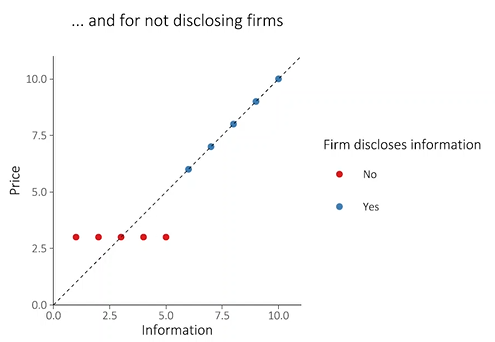 ... and for not disclosing firms
Price
10.0
7.5
5.0
2.5
0.0
0.0 2.5 5.0 7.5 10.0
Information
Firm discloses information
No
Yes